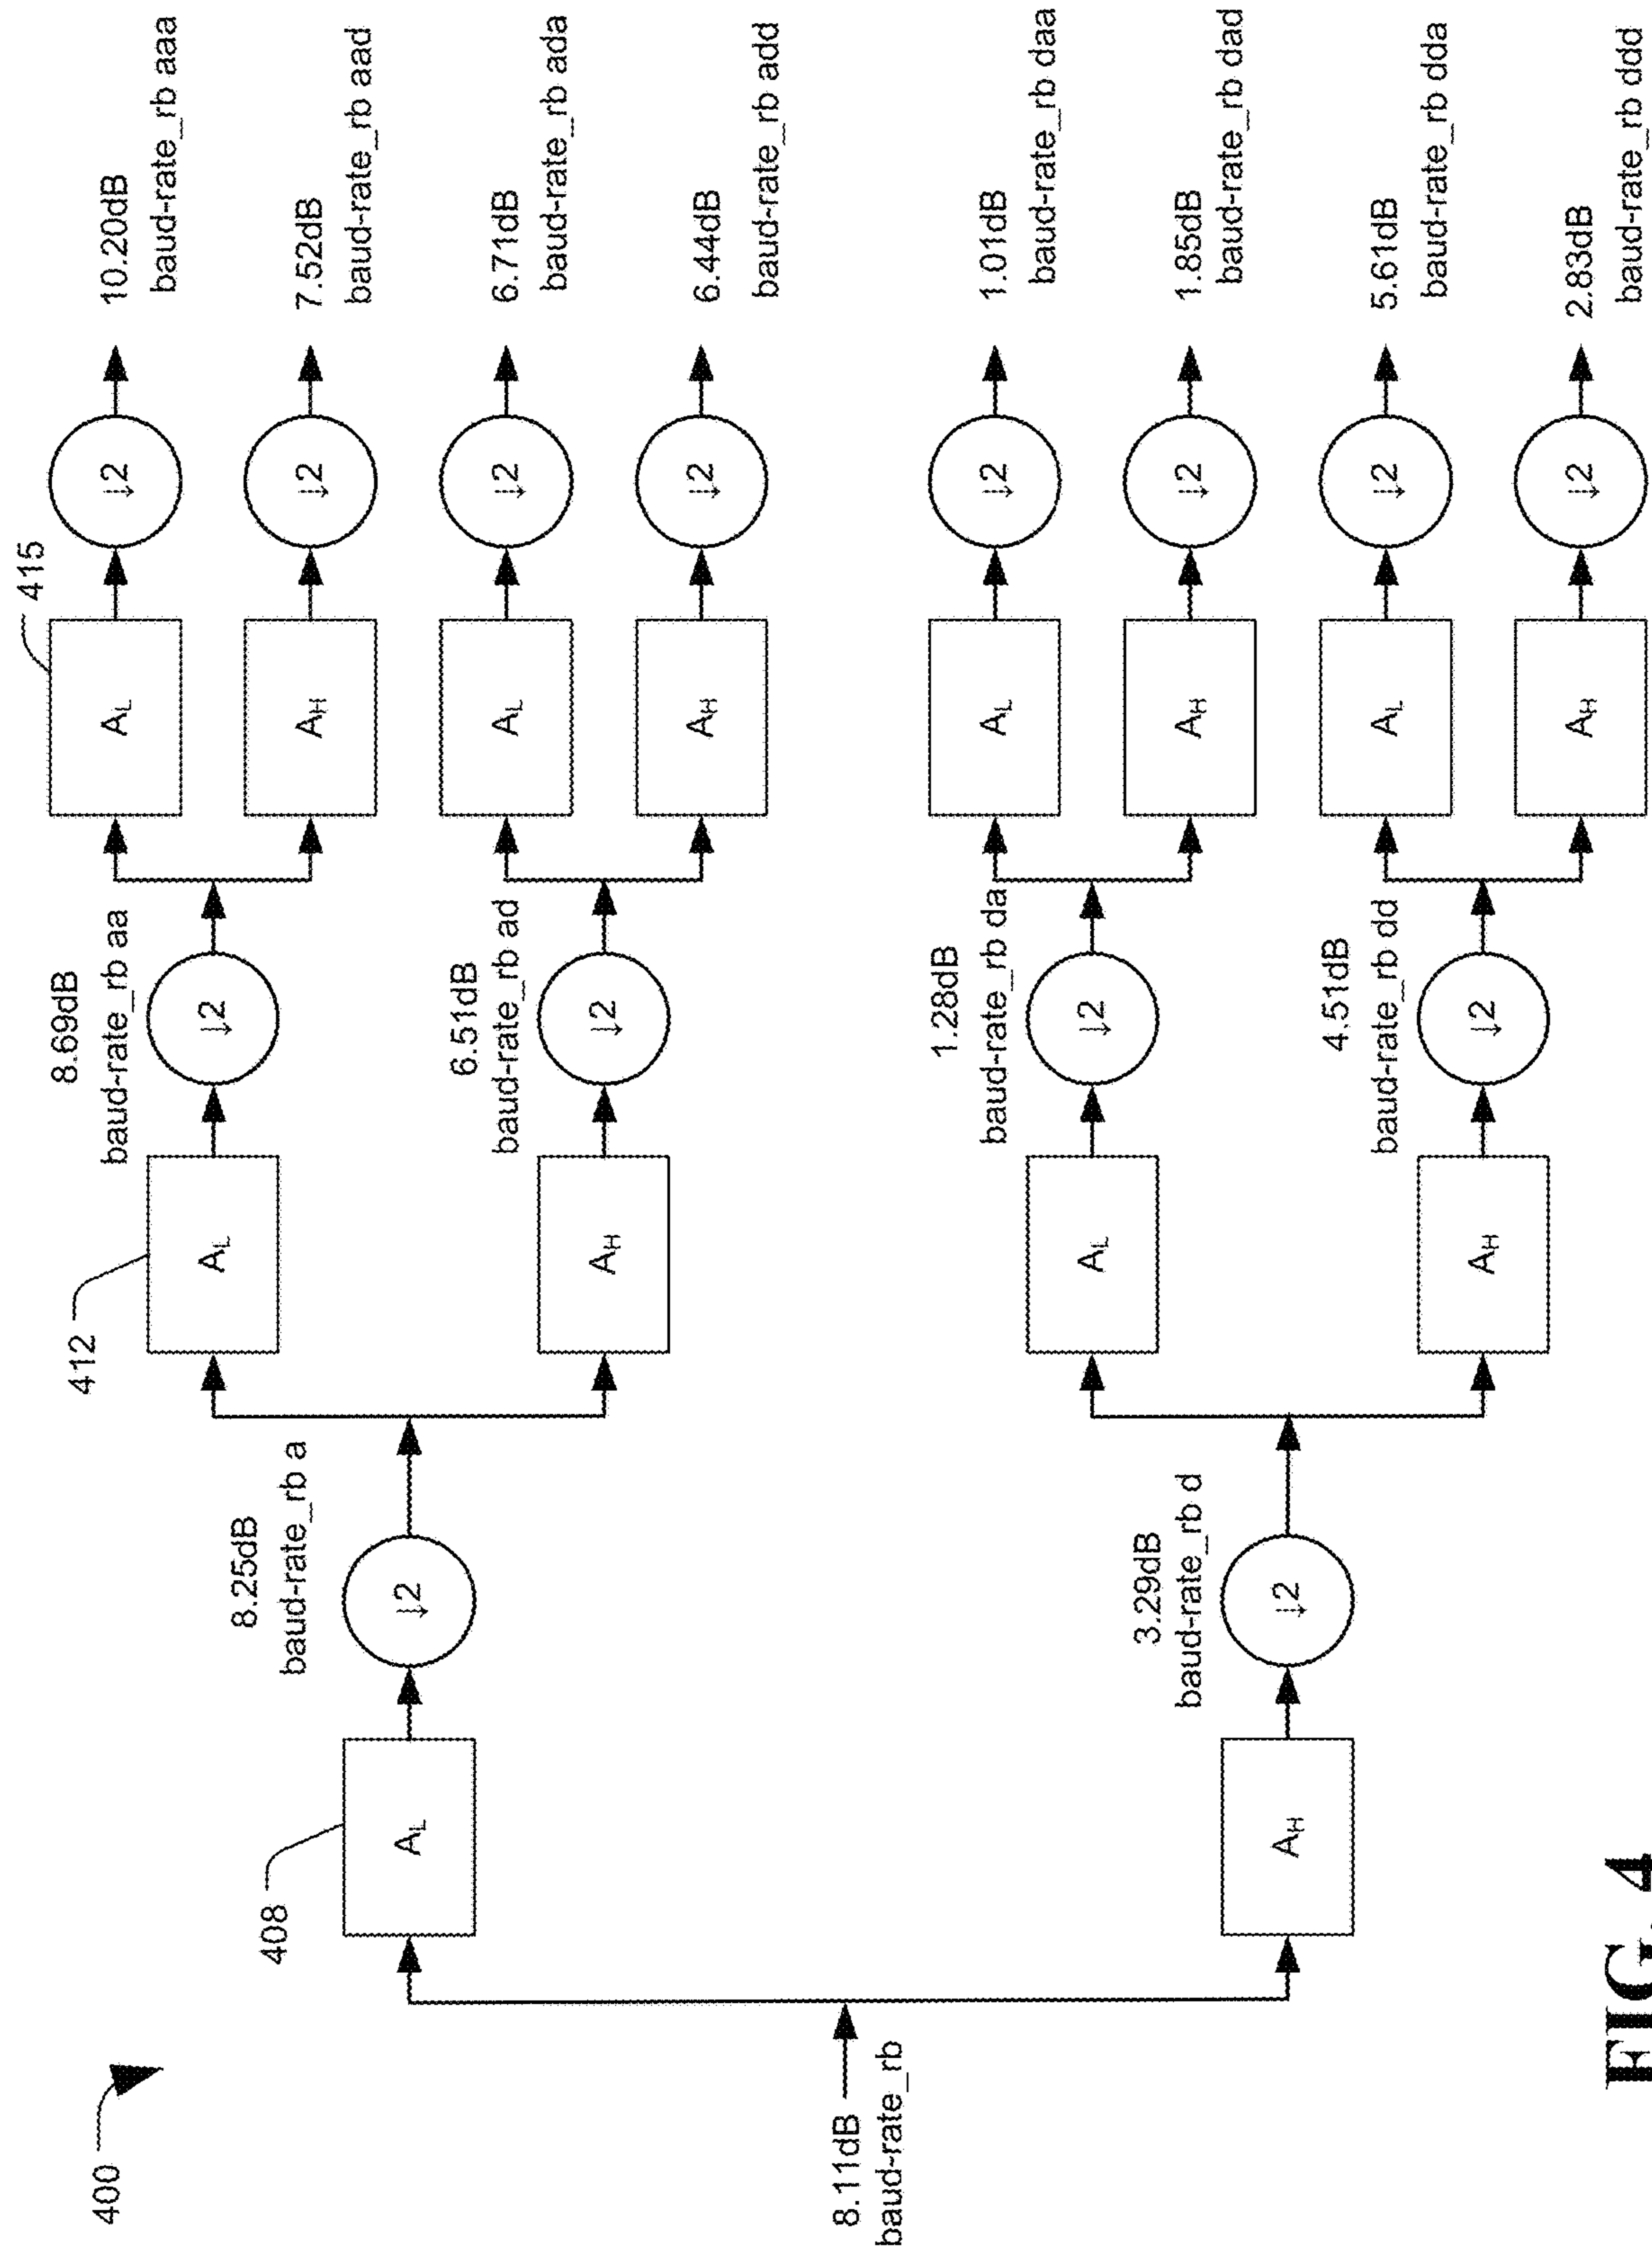 400
8.11dB
baud-rate_rb
408
A_L
↓2
8.25dB
baud-rate_rb a
A_H
↓2
3.29dB
baud-rate_rb d
412
A_L
↓2
8.69dB
baud-rate_rb aa
A_H
↓2
6.51dB
baud-rate_rb ad
A_L
↓2
1.28dB
baud-rate_rb da
A_H
↓2
4.51dB
baud-rate_rb dd
415
A_L
↓2
10.20dB
baud-rate_rb aaa
A_H
↓2
7.52dB
baud-rate_rb aad
A_L
↓2
6.71dB
baud-rate_rb ada
A_H
↓2
6.44dB
baud-rate_rb add
A_L
↓2
1.01dB
baud-rate_rb daa
A_H
↓2
1.85dB
baud-rate_rb dad
A_L
↓2
5.61dB
baud-rate_rb dda
A_H
↓2
2.83dB
baud-rate_rb ddd
FIG. 4